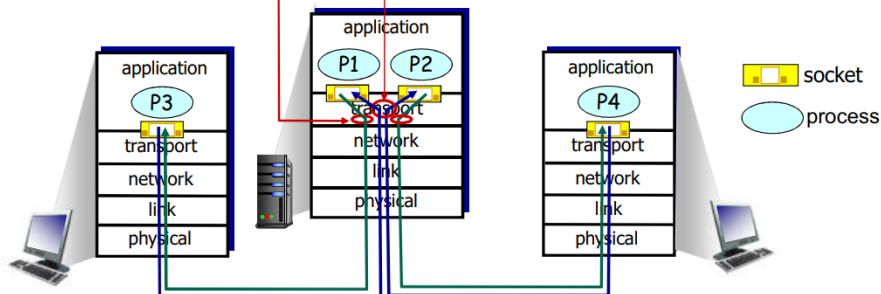 application
P3
transport
network
link
physical
application
P1 P2
transport
network
link
physical
application
P4
transport
network
link
physical
socket
process